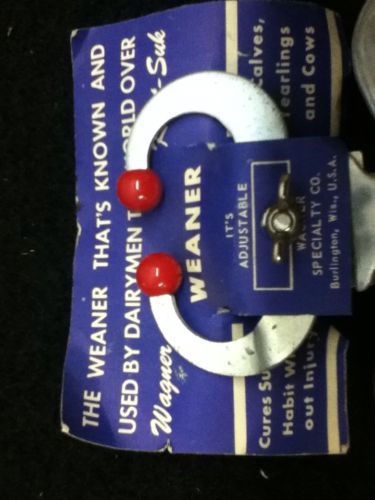 THE WEANER THAT'S KNOWN AND
USED BY DAIRYMEN WORLD OVER
Wagner -Suk
WEANER
IT'S
ADJUSTABLE
SPECIALTY CO.
Burlington, Wis., U.S.A.
Cures Calves,
Habit Yearlings
out Injury and Cows